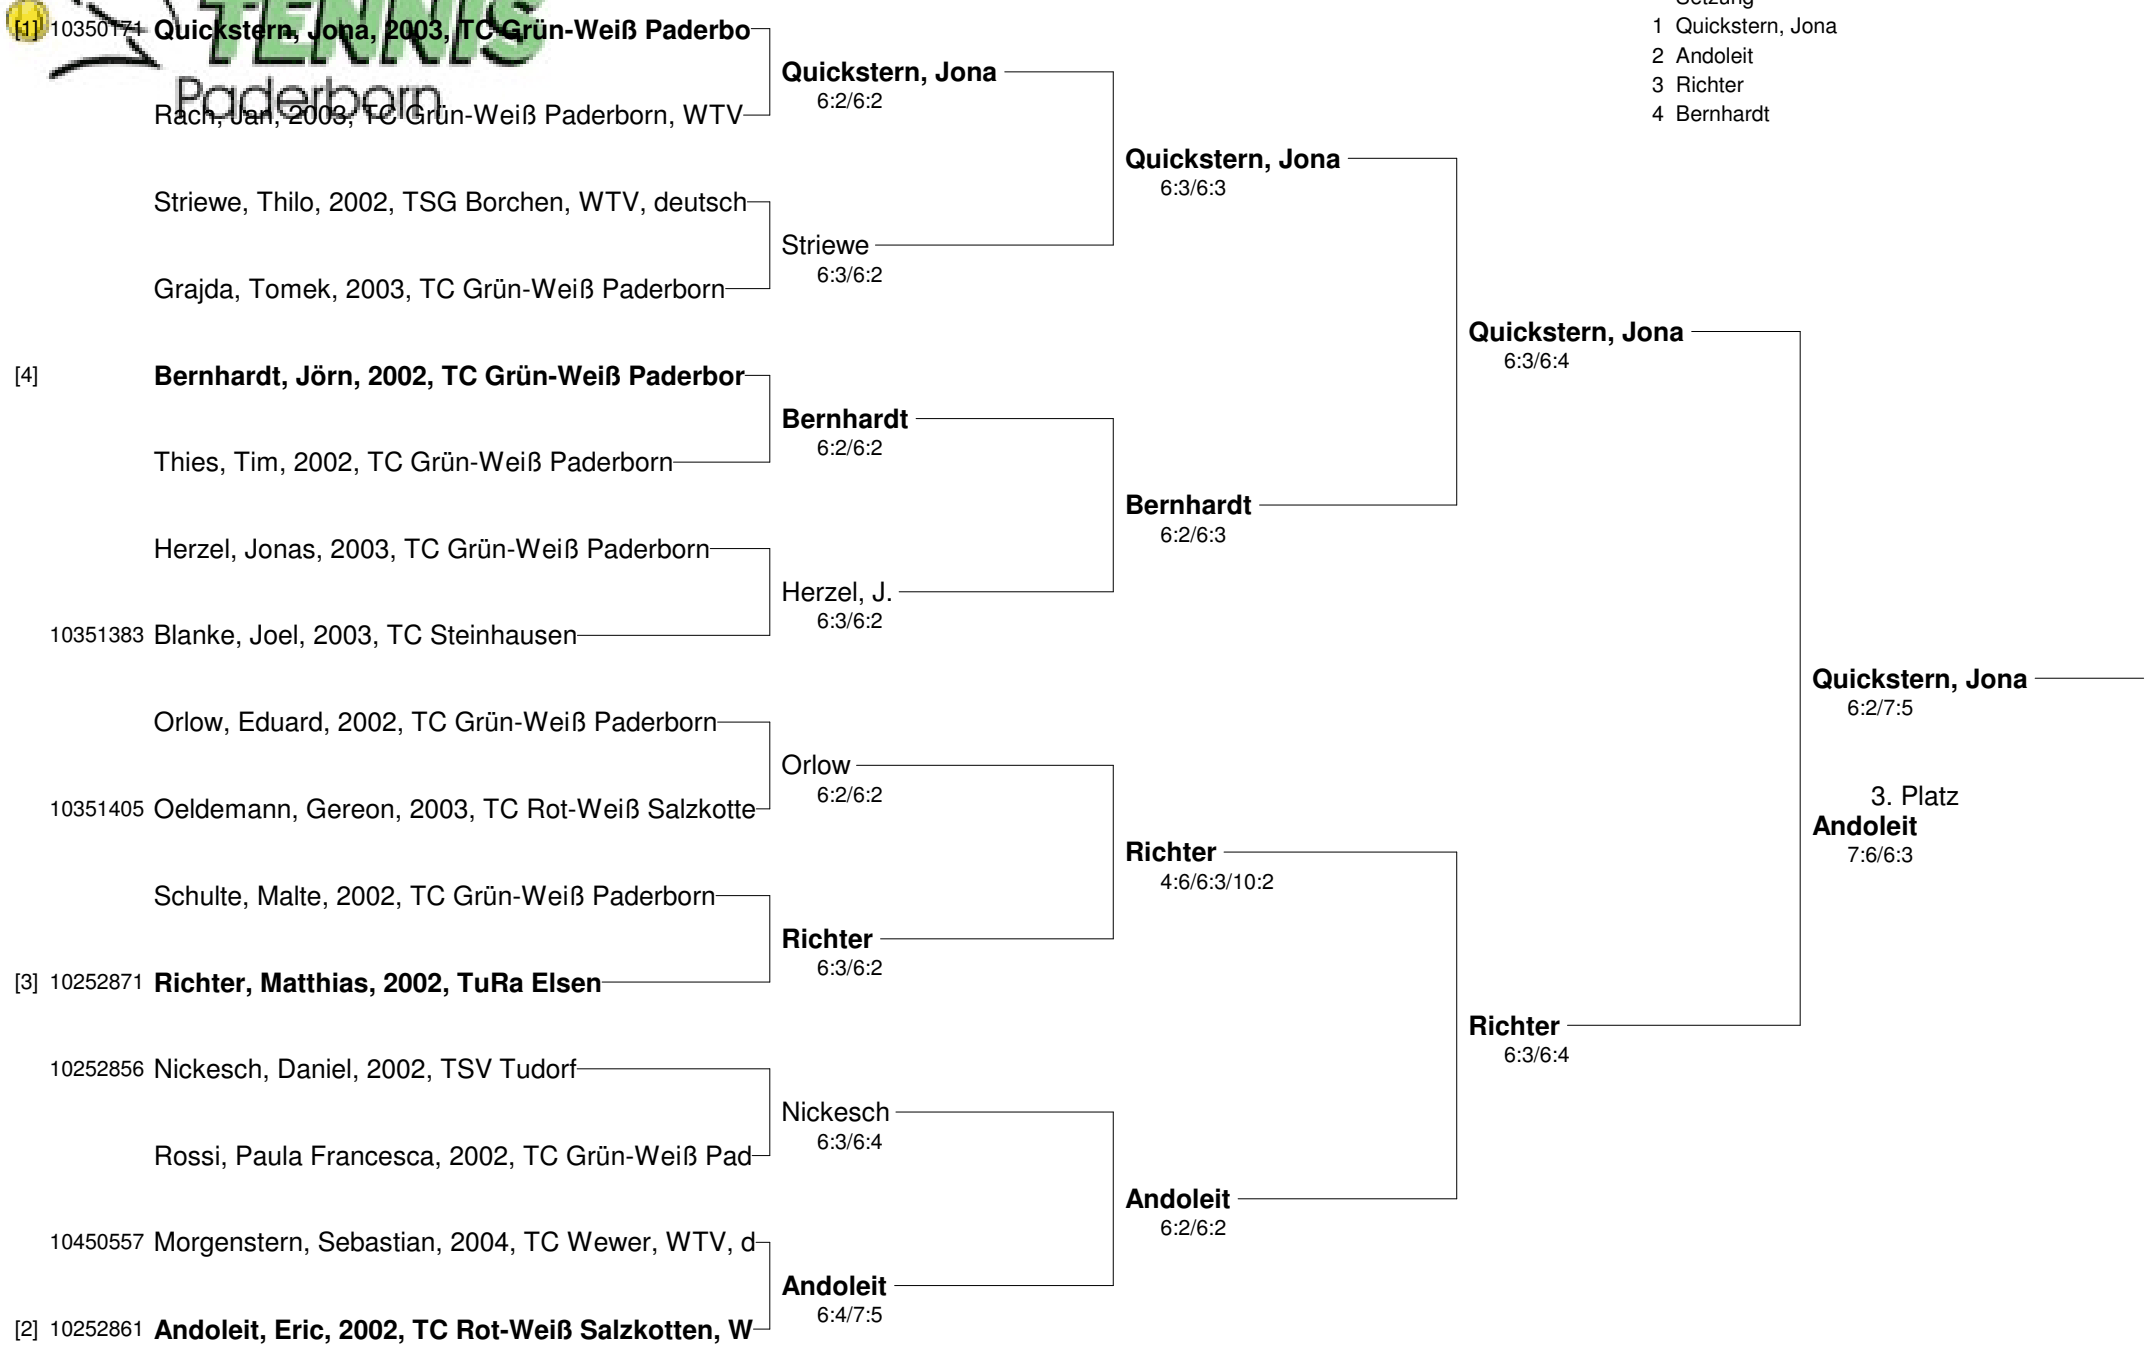 TENNIS
Paderborn
[1] 10350171 Quickstern, Jona, 2003, TC Grün-Weiß Paderbo
Rach, Jan, 2003, TC Grün-Weiß Paderborn, WTV
Striewe, Thilo, 2002, TSG Borchen, WTV, deutsch
Grajda, Tomek, 2003, TC Grün-Weiß Paderborn
[4] Bernhardt, Jörn, 2002, TC Grün-Weiß Paderbor
Thies, Tim, 2002, TC Grün-Weiß Paderborn
Herzel, Jonas, 2003, TC Grün-Weiß Paderborn
10351383 Blanke, Joel, 2003, TC Steinhausen
Orlow, Eduard, 2002, TC Grün-Weiß Paderborn
10351405 Oeldemann, Gereon, 2003, TC Rot-Weiß Salzkotte
Schulte, Malte, 2002, TC Grün-Weiß Paderborn
[3] 10252871 Richter, Matthias, 2002, TuRa Elsen
10252856 Nickesch, Daniel, 2002, TSV Tudorf
Rossi, Paula Francesca, 2002, TC Grün-Weiß Pad
10450557 Morgenstern, Sebastian, 2004, TC Wewer, WTV, d
[2] 10252861 Andoleit, Eric, 2002, TC Rot-Weiß Salzkotten, W
Quickstern, Jona
6:2/6:2
Striewe
6:3/6:2
Bernhardt
6:2/6:2
Herzel, J.
6:3/6:2
Orlow
6:2/6:2
Richter
6:3/6:2
Nickesch
6:3/6:4
Andoleit
6:4/7:5
Quickstern, Jona
6:3/6:3
Bernhardt
6:2/6:3
Richter
4:6/6:3/10:2
Andoleit
6:2/6:2
Quickstern, Jona
6:3/6:4
Richter
6:3/6:4
Quickstern, Jona
6:2/7:5
3. Platz
Andoleit
7:6/6:3
Setzung
1 Quickstern, Jona
2 Andoleit
3 Richter
4 Bernhardt